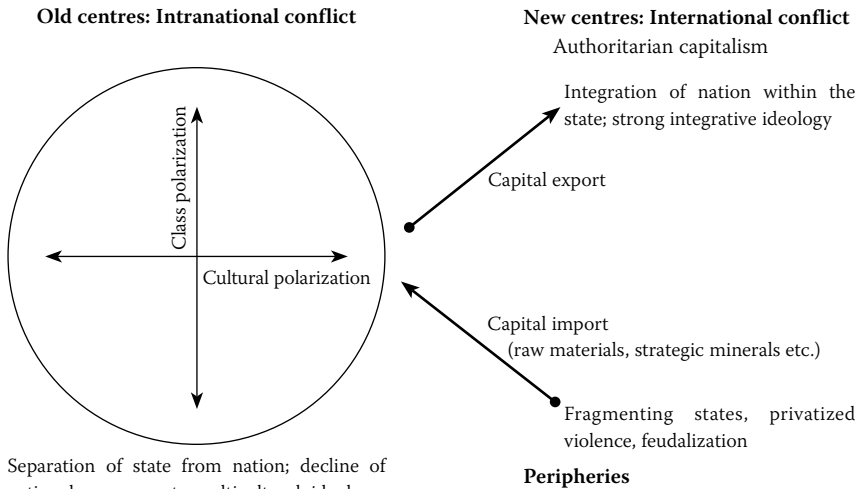 Old centres: Intranational conflict
Class polarization
Cultural polarization
Separation of state from nation; decline of
New centres: International conflict
Authoritarian capitalism
Integration of nation within the
state; strong integrative ideology
Capital export
Capital import
(raw materials, strategic minerals etc.)
Fragmenting states, privatized
violence, feudalization
Peripheries